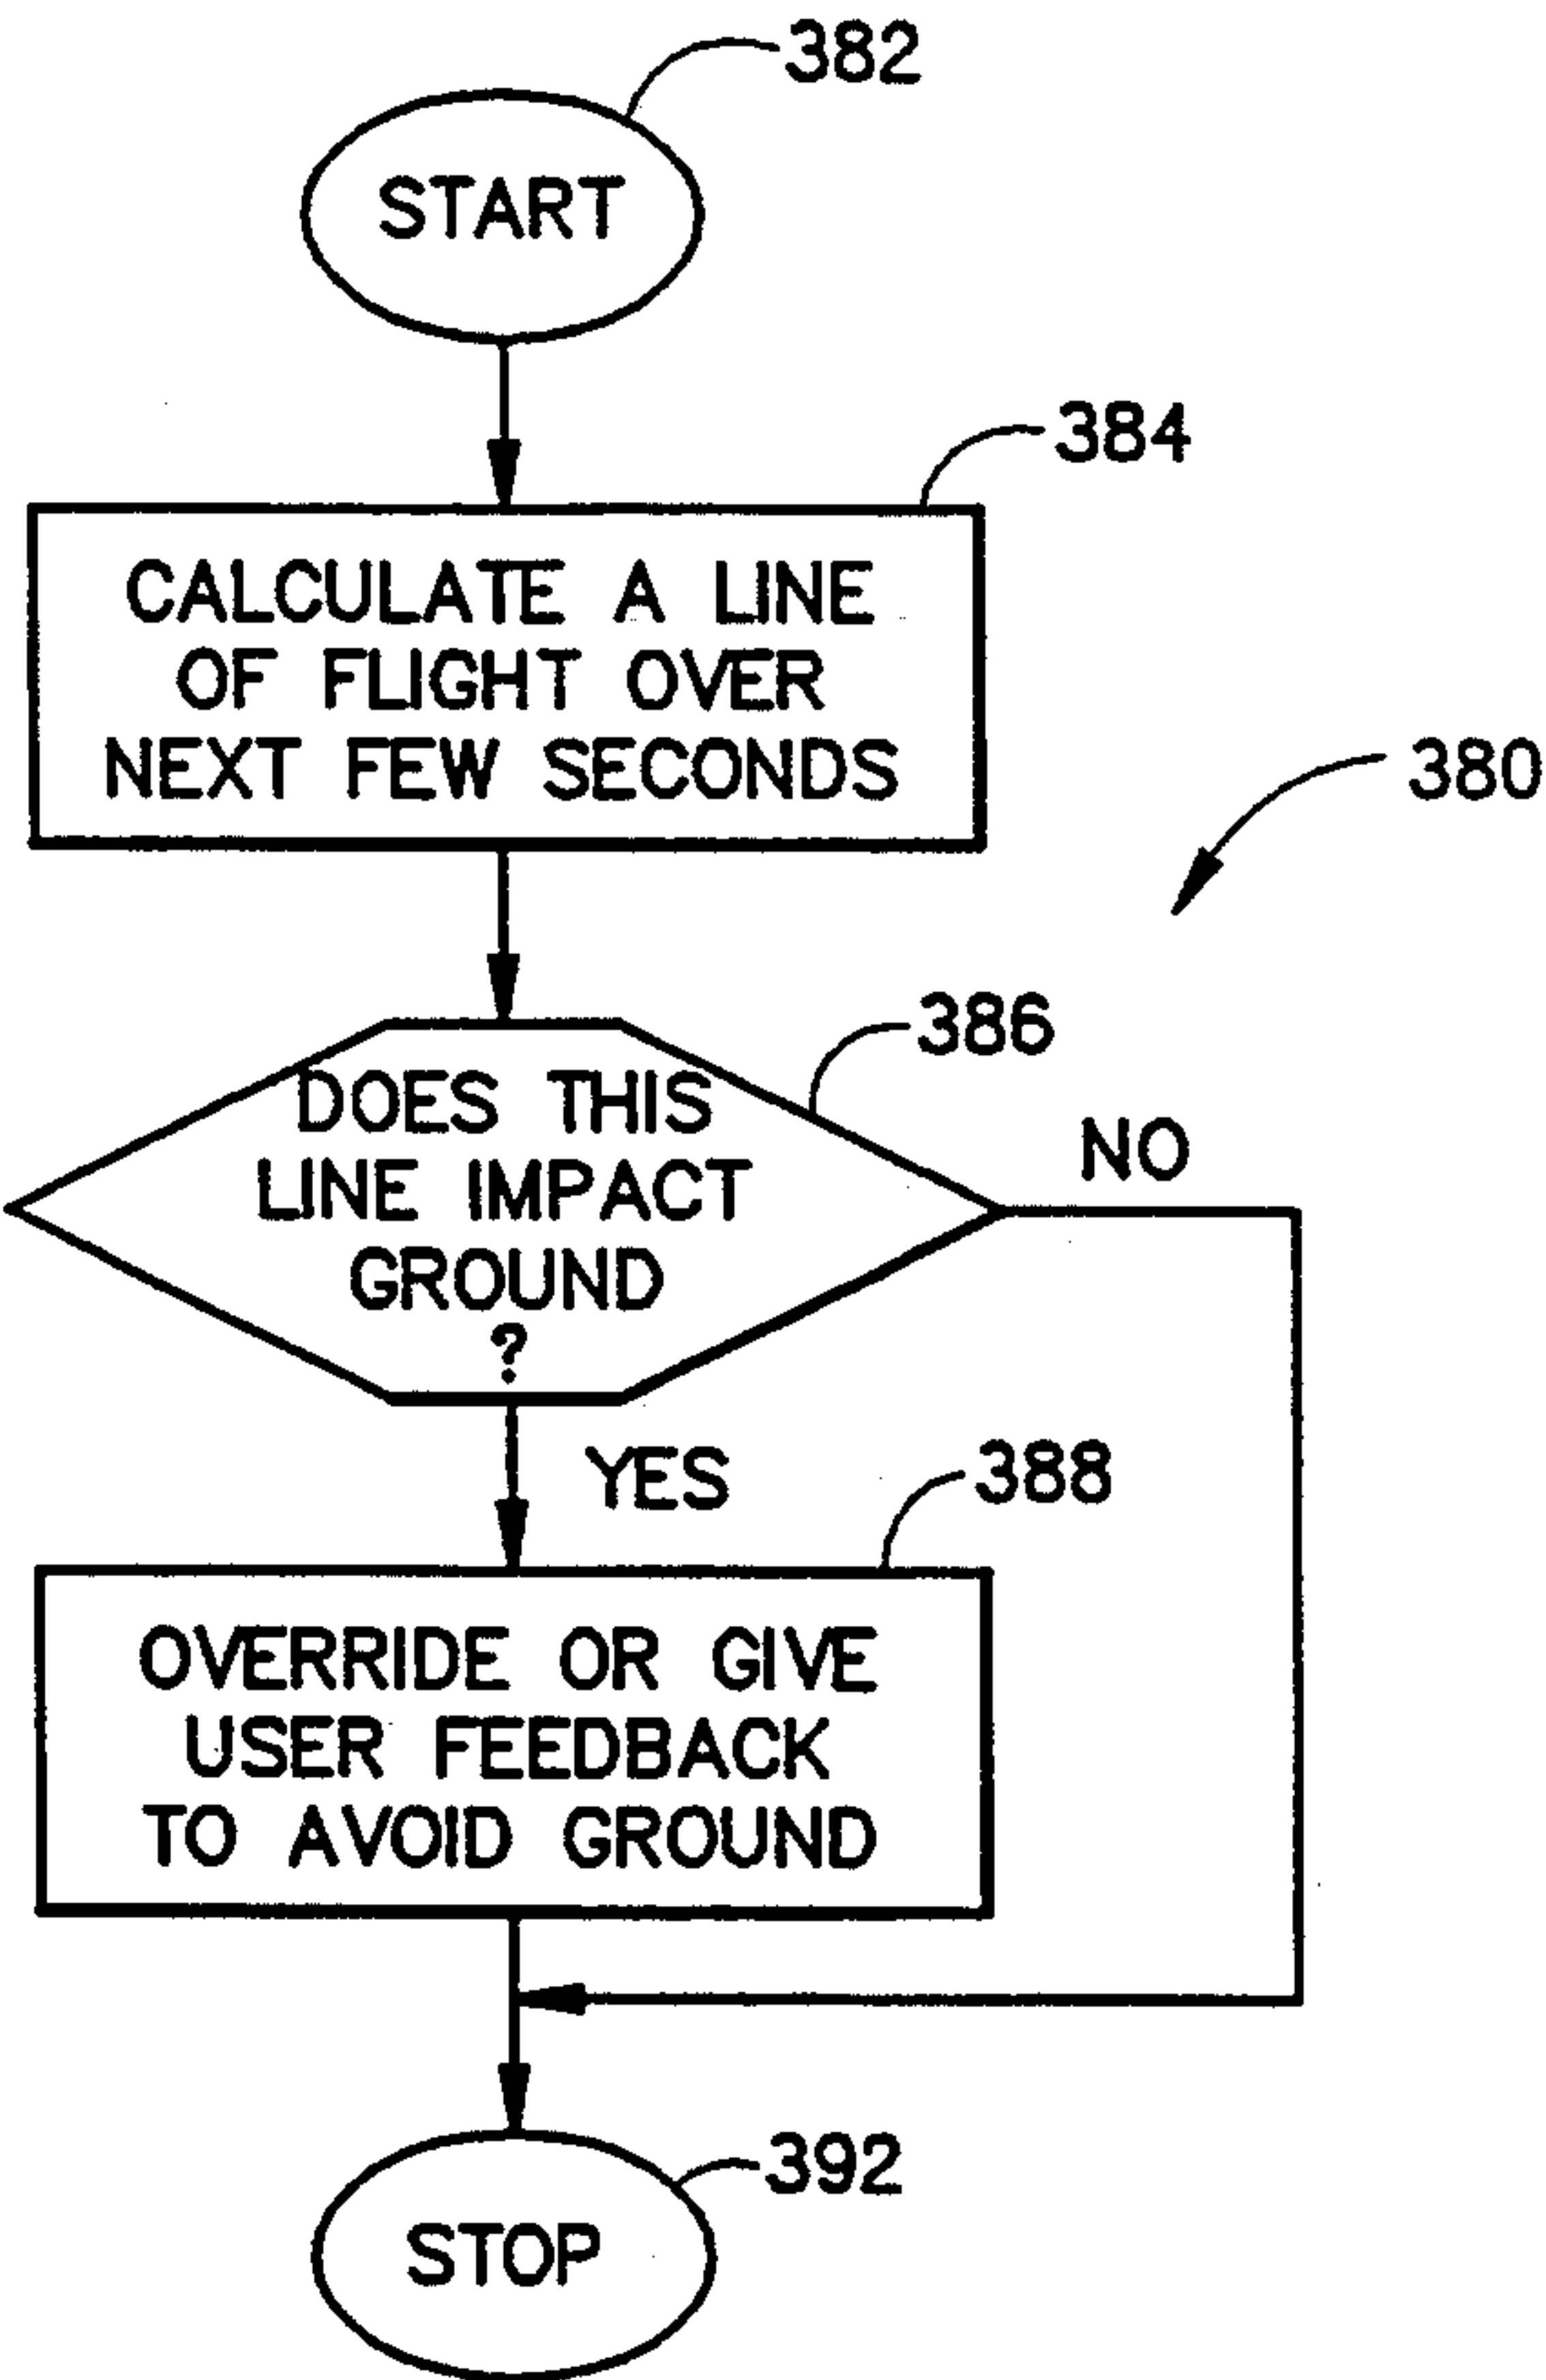 382
START
384
CALCULATE A LINE
OF FLIGHT OVER
NEXT FEW SECONDS
380
386
DOES THIS
LINE IMPACT
GROUND
?
NO
YES
388
OVERRIDE OR GIVE
USER FEEDBACK
TO AVOID GROUND
392
STOP